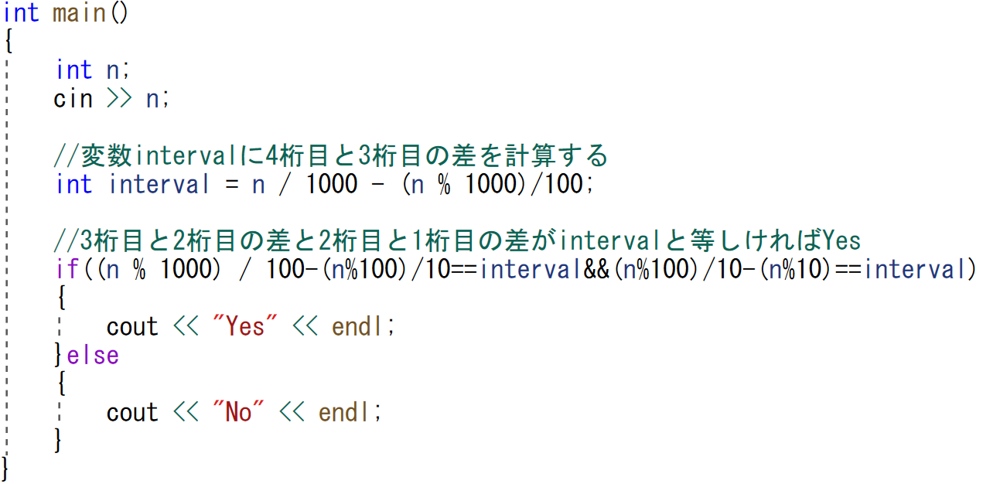 int main()
{
    int n;
    cin >> n;

    //変数intervalに4桁目と3桁目の差を計算する
    int interval = n / 1000 - (n % 1000)/100;

    //3桁目と2桁目の差と2桁目と1桁目の差がintervalと等しければYes
    if((n % 1000) / 100-(n%100)/10==interval&&(n%100)/10-(n%10)==interval)
    {
        cout << "Yes" << endl;
    }else
    {
        cout << "No" << endl;
    }
}